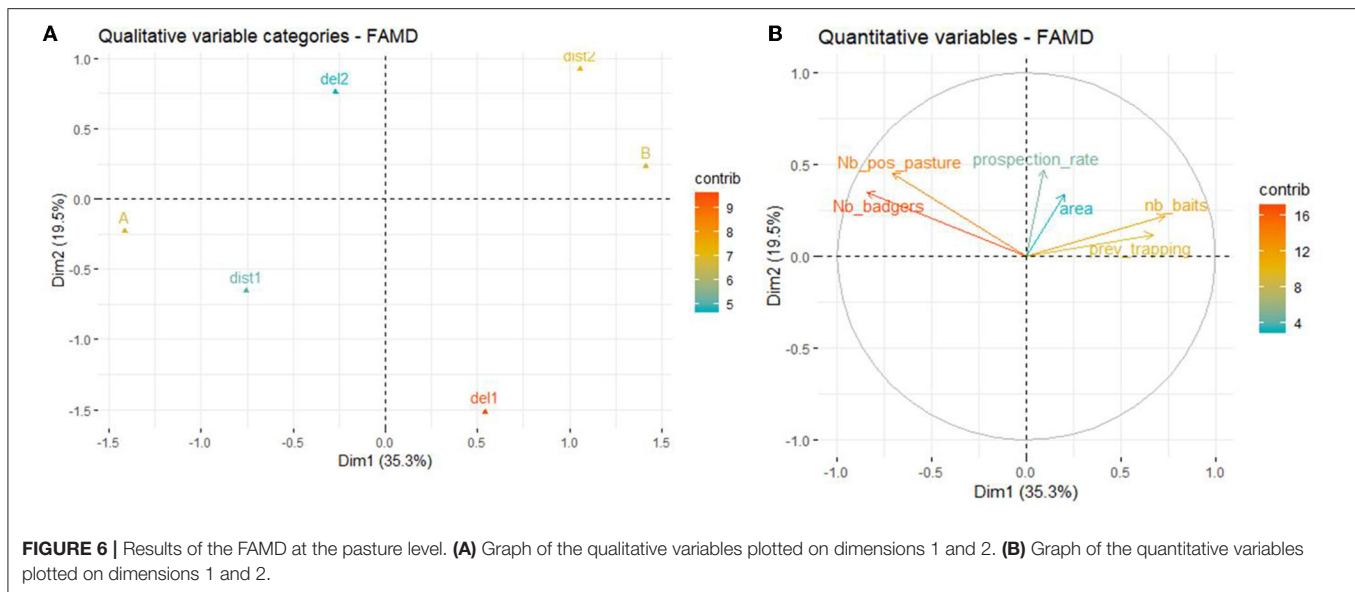 A
Qualitative variable categories - FAMD
1.0
0.5
0.0
-0.5
-1.0
-1.5
Dim2 (19.5%)
dist2
del2
B
A
dist1
del1
-1.5
-1.0
-0.5
0.0
0.5
1.0
1.5
Dim1 (35.3%)
contrib
9
8
7
6
5
B
Quantitative variables - FAMD
1.0
0.5
0.0
-0.5
-1.0
Dim2 (19.5%)
Nb_pos_pasture
prospection_rate
Nb_badgers
area
nb_baits
prev_trapping
-1.0
-0.5
0.0
0.5
1.0
Dim1 (35.3%)
contrib
16
12
8
4
FIGURE 6 | Results of the FAMD at the pasture level. (A) Graph of the qualitative variables plotted on dimensions 1 and 2. (B) Graph of the quantitative variables
plotted on dimensions 1 and 2.